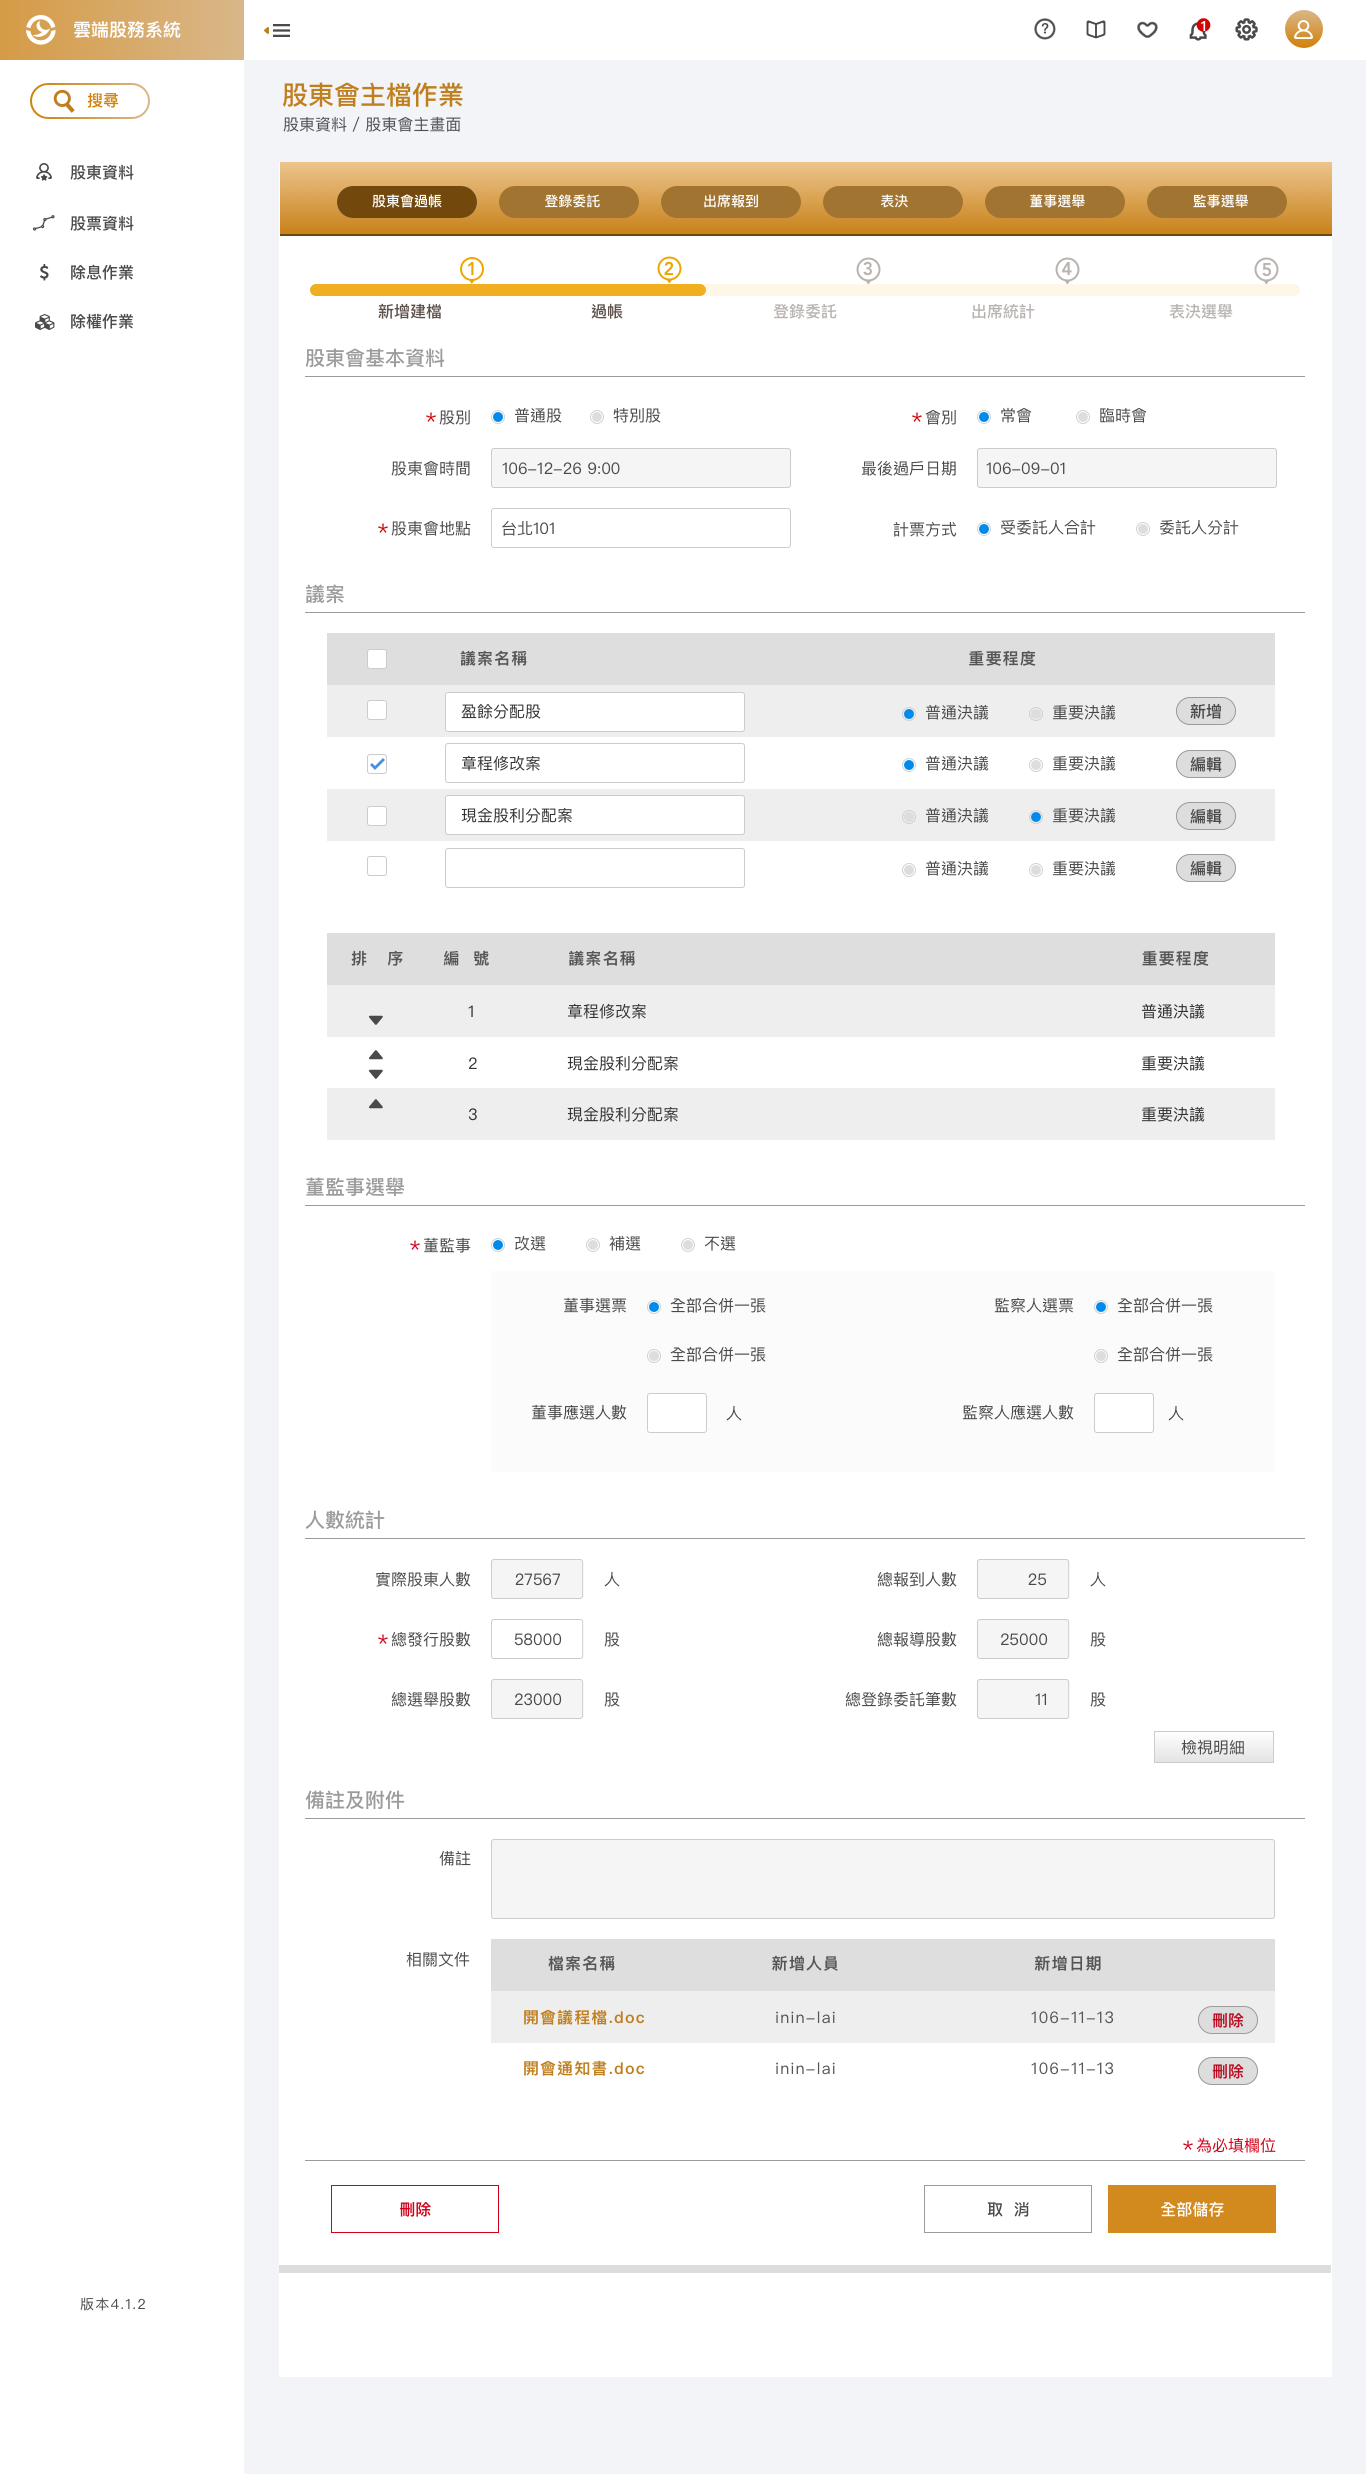 雲端股務系統
1
搜尋
股東會主檔作業
股東資料 / 股東會主畫面
股東資料
股票資料
除息作業
除權作業
股東會過帳 登錄委託 出席報到 表決 董事選舉 監事選舉
1 2 3 4 5
新增建檔 過帳 登錄委託 出席統計 表決選舉
股東會基本資料
*股別 普通股 特別股 *會別 常會 臨時會
股東會時間 106-12-26 9:00 最後過戶日期 106-09-01
*股東會地點 台北101 計票方式 受委託人合計 委託人分計
議案
議案名稱 重要程度
盈餘分配股 普通決議 重要決議 新增
章程修改案 普通決議 重要決議 編輯
現金股利分配案 普通決議 重要決議 編輯
普通決議 重要決議 編輯
排 序 編 號 議案名稱 重要程度
1 章程修改案 普通決議
2 現金股利分配案 重要決議
3 現金股利分配案 重要決議
董監事選舉
*董監事 改選 補選 不選
董事選票 全部合併一張 監察人選票 全部合併一張
全部合併一張 全部合併一張
董事應選人數 人 監察人應選人數 人
人數統計
實際股東人數 27567 人 總報到人數 25 人
*總發行股數 58000 股 總報導股數 25000 股
總選舉股數 23000 股 總登錄委託筆數 11 股
檢視明細
備註及附件
備註
相關文件 檔案名稱 新增人員 新增日期
開會議程檔.doc inin-lai 106-11-13 刪除
開會通知書.doc inin-lai 106-11-13 刪除
*為必填欄位
刪除 取 消 全部儲存
版本4.1.2